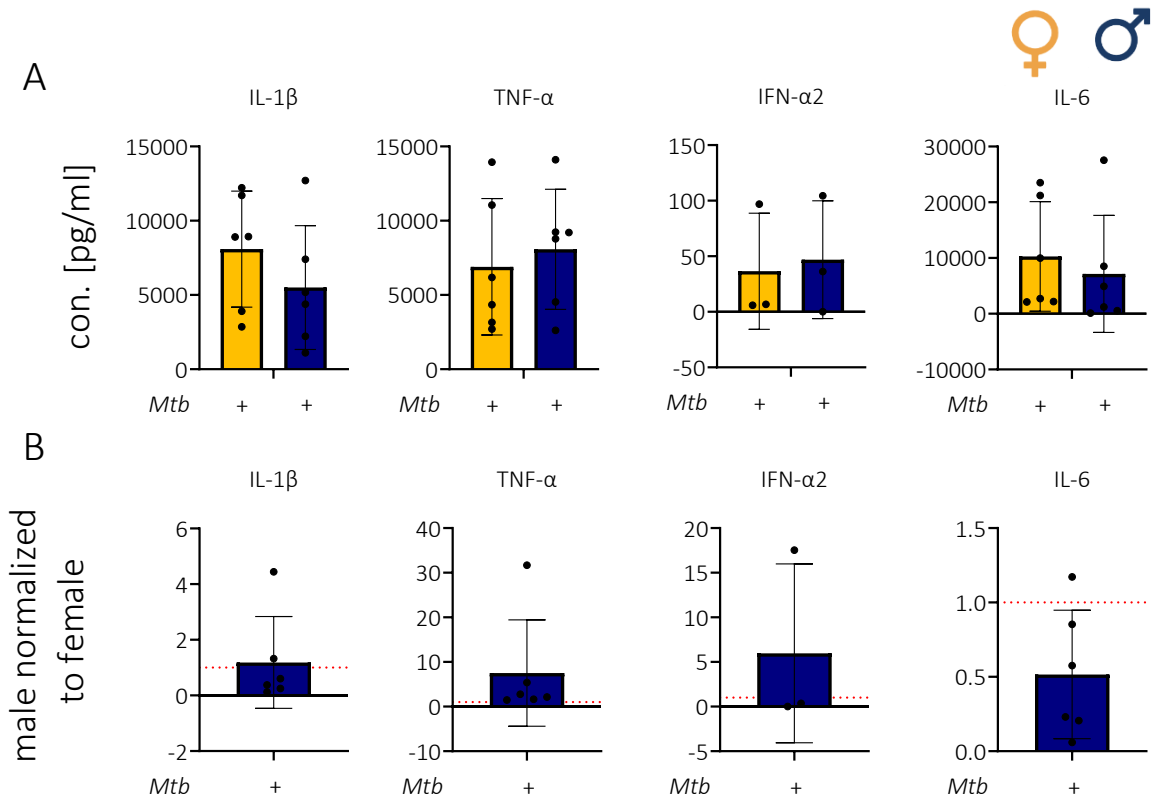 A
IL-1β
TNF-α
IFN-α2
IL-6
con. [pg/ml]
15000
10000
5000
0
Mtb + +
15000
10000
5000
0
Mtb + +
150
100
50
0
-50
Mtb + +
30000
20000
10000
0
-10000
Mtb + +
B
IL-1β
TNF-α
IFN-α2
IL-6
male normalized
to female
6
4
2
0
-2
Mtb +
40
30
20
10
0
-10
Mtb +
20
15
10
5
0
-5
Mtb +
1.5
1.0
0.5
0.0
Mtb +